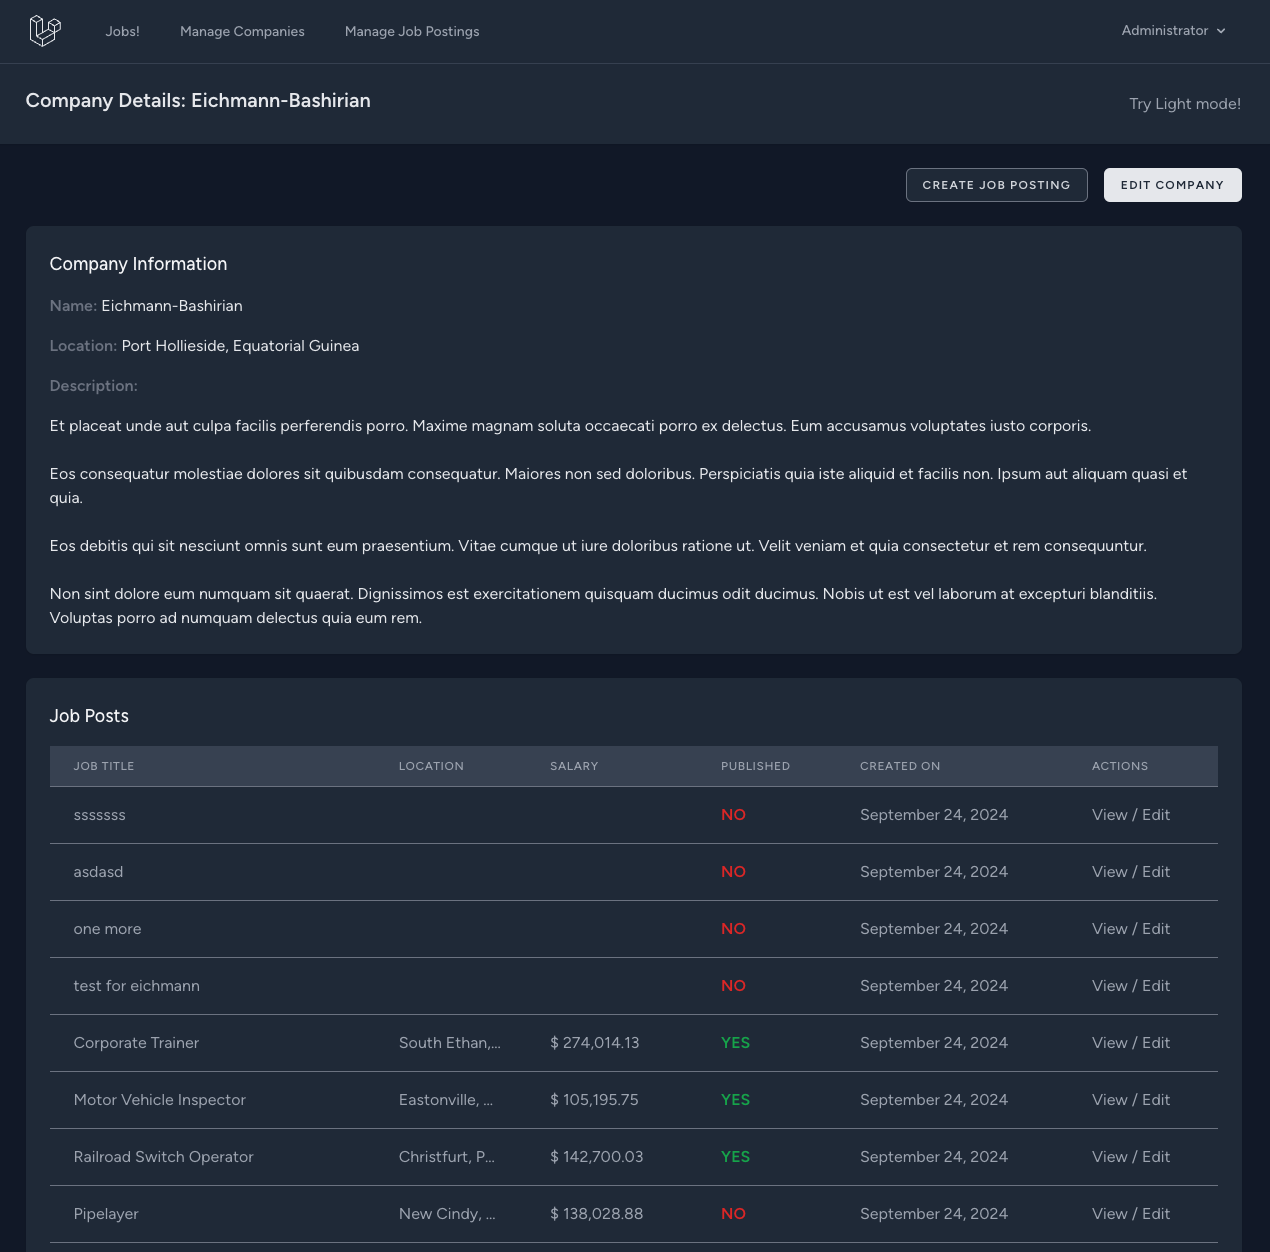 Jobs! Manage Companies Manage Job Postings Administrator
Company Details: Eichmann-Bashirian
Try Light mode!
CREATE JOB POSTING EDIT COMPANY
Company Information
Name: Eichmann-Bashirian
Location: Port Hollieside, Equatorial Guinea
Description:
Et placeat unde aut culpa facilis perferendis porro. Maxime magnam soluta occaecati porro ex delectus. Eum accusamus voluptates iusto corporis.
Eos consequatur molestiae dolores sit quibusdam consequatur. Maiores non sed doloribus. Perspiciatis quia iste aliquid et facilis non. Ipsum aut aliquam quasi et
quia.
Eos debitis qui sit nesciunt omnis sunt eum praesentium. Vitae cumque ut iure doloribus ratione ut. Velit veniam et quia consectetur et rem consequuntur.
Non sint dolore eum numquam sit quaerat. Dignissimos est exercitationem quisquam ducimus odit ducimus. Nobis ut est vel laborum at excepturi blanditiis.
Voluptas porro ad numquam delectus quia eum rem.
Job Posts
JOB TITLE LOCATION SALARY PUBLISHED CREATED ON ACTIONS
sssssss NO September 24, 2024 View / Edit
asdasd NO September 24, 2024 View / Edit
one more NO September 24, 2024 View / Edit
test for eichmann NO September 24, 2024 View / Edit
Corporate Trainer South Ethan,... $ 274,014.13 YES September 24, 2024 View / Edit
Motor Vehicle Inspector Eastonville, ... $ 105,195.75 YES September 24, 2024 View / Edit
Railroad Switch Operator Christfurt, P... $ 142,700.03 YES September 24, 2024 View / Edit
Pipelayer New Cindy, ... $ 138,028.88 NO September 24, 2024 View / Edit